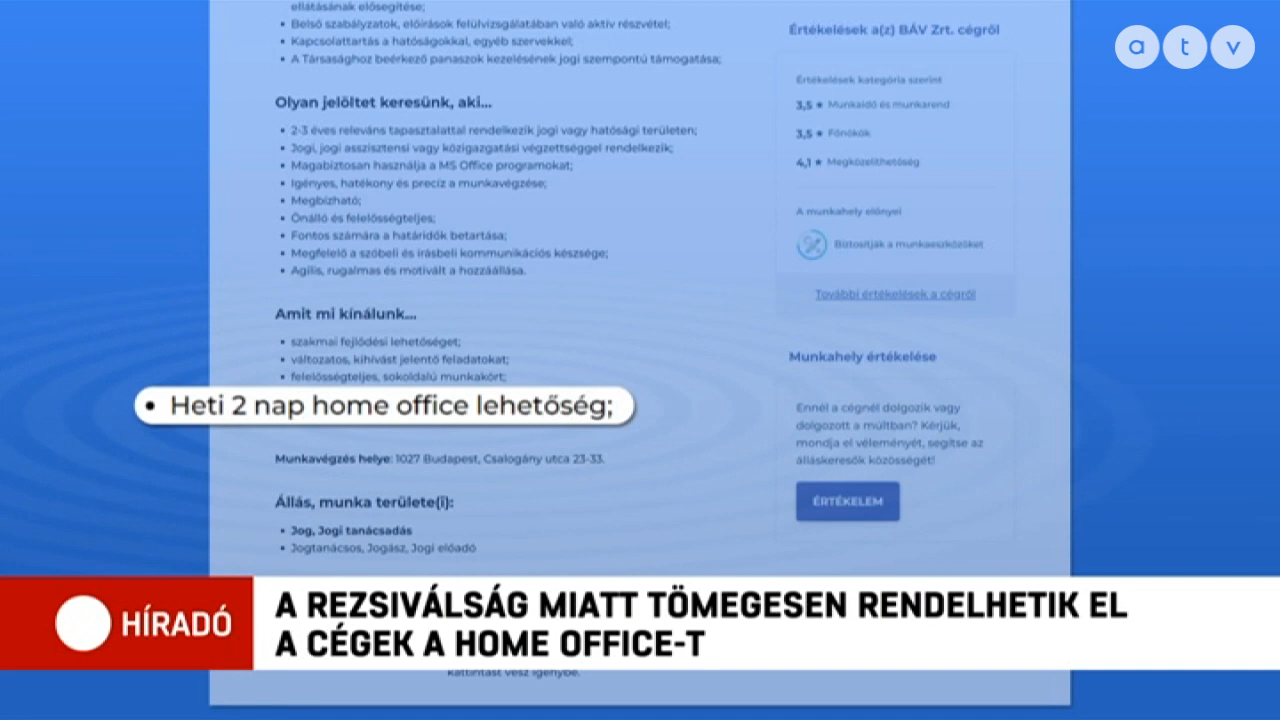 ellátásának elősegítése;
• Belső szabályzatok, előírások felülvizsgálatában való aktív részvétel;
• Kapcsolattartás a hatóságokkal, egyéb szervekkel;
• A Társasághoz beérkező panaszok kezelésének jogi szempontú támogatása;
Olyan jelöltet keresünk, aki...
• 2-3 éves releváns tapasztalattal rendelkezik jogi vagy hatósági területen;
• Jogi, jogi asszisztensi vagy közigazgatási végzettséggel rendelkezik;
• Magabiztosan használja a MS Office programokat;
• Igényes, hatékony és precíz a munkavégzése;
• Megbízható;
• Önálló és felelősségteljes;
• Fontos számára a határidők betartása;
• Megfelelő a szóbeli és írásbeli kommunikációs készsége;
• Agilis, rugalmas és motivált a hozzáállása.
Amit mi kínálunk...
• szakmai fejlődési lehetőséget;
• változatos, kihívást jelentő feladatokat;
• felelősségteljes, sokoldalú munkakört;
• Heti 2 nap home office lehetőség;
Munkavégzés helye: 1027 Budapest, Csalogány utca 23-33.
Állás, munka területe(i):
• Jog, Jogi tanácsadás
• Jogtanácsos, Jogász, Jogi előadó
Értékelések a(z) BÁV Zrt. cégről
Értékelések kategória szerint
3,5 ★ Munkaidő és munkarend
3,5 ★ Főnökök
4,1 ★ Megközelíthetőség
A munkahely előnyei
Biztosítják a munkaeszközöket
További értékelések a cégről
Munkahely értékelése
Ennél a cégnél dolgozik vagy
dolgozott a múltban? Kérjük,
mondja el véleményét, segítse az
álláskeresők közösségét!
ÉRTÉKELEM
atv
HÍRADÓ
A REZSIVÁLSÁG MIATT TÖMEGESEN RENDELHETIK EL
A CÉGEK A HOME OFFICE-T
kattintást vesz igénybe.